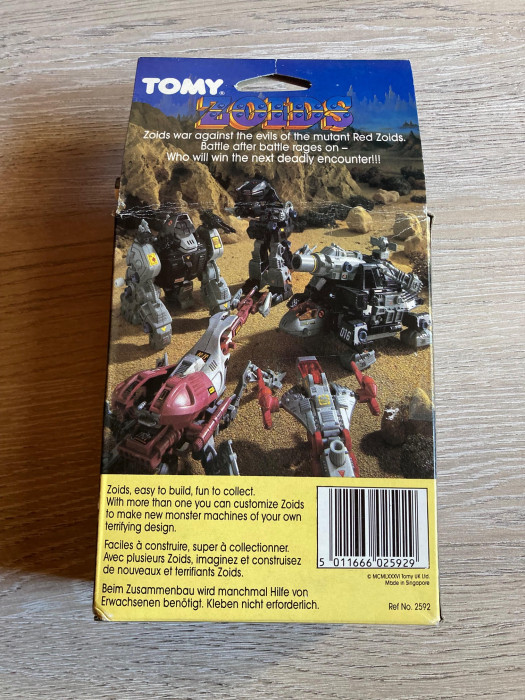 TOMY®
ZOIDS
Zoids war against the evils of the mutant Red Zoids.
Battle after battle rages on –
Who will win the next deadly encounter!!!
016
Zoids, easy to build, fun to collect.
With more than one you can customize Zoids
to make new monster machines of your own
terrifying design.
Faciles à construire, super à collectionner.
Avec plusieurs Zoids, imaginez et construisez
de nouveaux et terrifiants Zoids.
Beim Zusammenbau wird manchmal Hilfe von
Erwachsenen benötigt. Kleben nicht erforderlich.
5 011666 025929
© MCMLXXXVI Tomy UK Ltd.
Made in Singapore
Ref No. 2592